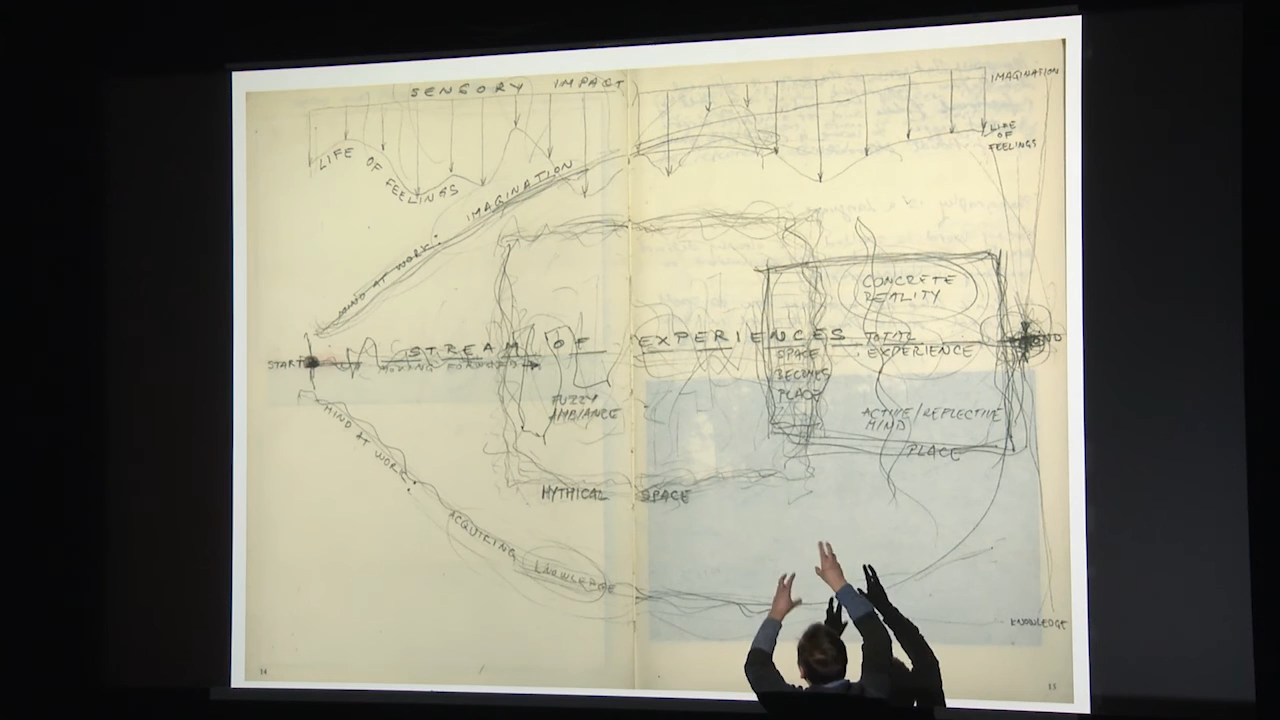 SENSORY IMPACT
IMAGINATION
LIFE OF FEELINGS
LIFE
OF
FEELINGS
MIND AT WORK: IMAGINATION
CONCRETE
REALITY
START
STREAM OF EXPERIENCES
TOTAL
EXPERIENCE
END
MOVING FORWARD
SPACE
BECOMES
PLACE
FUZZY
AMBIANCE
ACTIVE/REFLECTIVE
MIND
PLACE
MIND AT WORK:
ACQUIRING
KNOWLEDGE
MYTHICAL SPACE
KNOWLEDGE
14
15